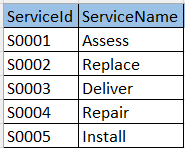 ServiceId ServiceName
S0001 Assess
S0002 Replace
S0003 Deliver
S0004 Repair
S0005 Install